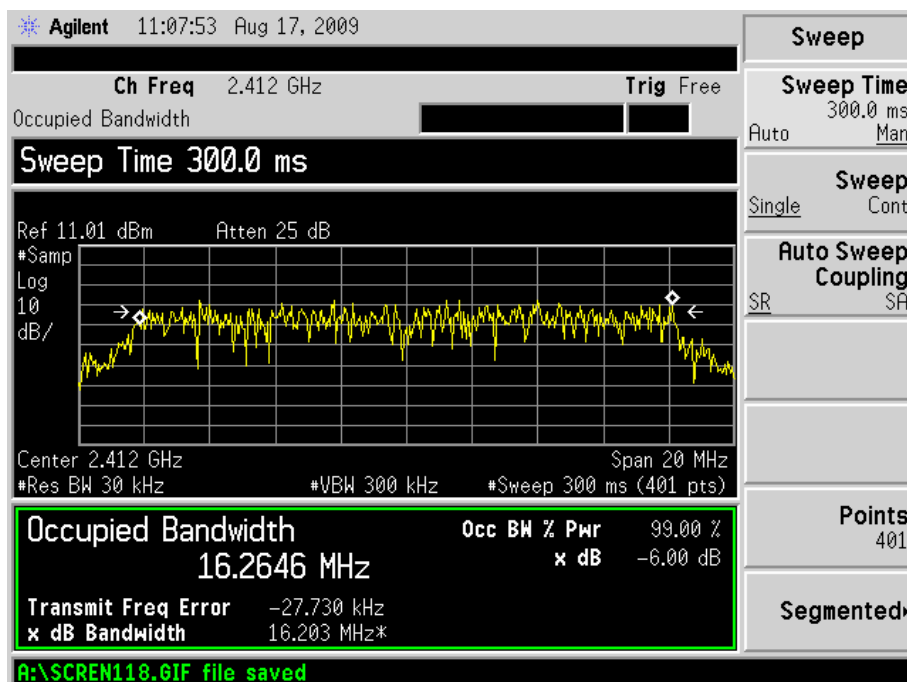 Agilent 11:07:53 Aug 17, 2009
Ch Freq 2.412 GHz Trig Free
Occupied Bandwidth
Sweep Time 300.0 ms
Ref 11.01 dBm Atten 25 dB
#Samp
Log
10
dB/
Center 2.412 GHz Span 20 MHz
#Res BW 30 kHz #VBW 300 kHz #Sweep 300 ms (401 pts)
Occupied Bandwidth Occ BW % Pwr 99.00 %
16.2646 MHz x dB -6.00 dB
Transmit Freq Error -27.730 kHz
x dB Bandwidth 16.203 MHz*
A:\SCREN118.GIF file saved
Sweep
Sweep Time
300.0 ms
Auto Man
Sweep
Single Cont
Auto Sweep
Coupling
SR SA
Points
401
Segmented